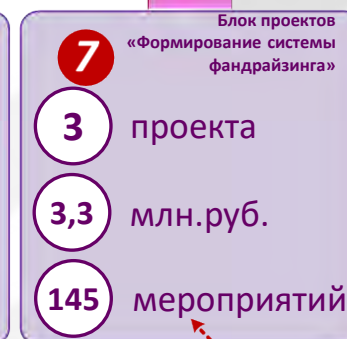 Блок проектов
«Формирование системы
фандрайзинга»
7
3 проекта
3,3 млн.руб.
145 мероприятий